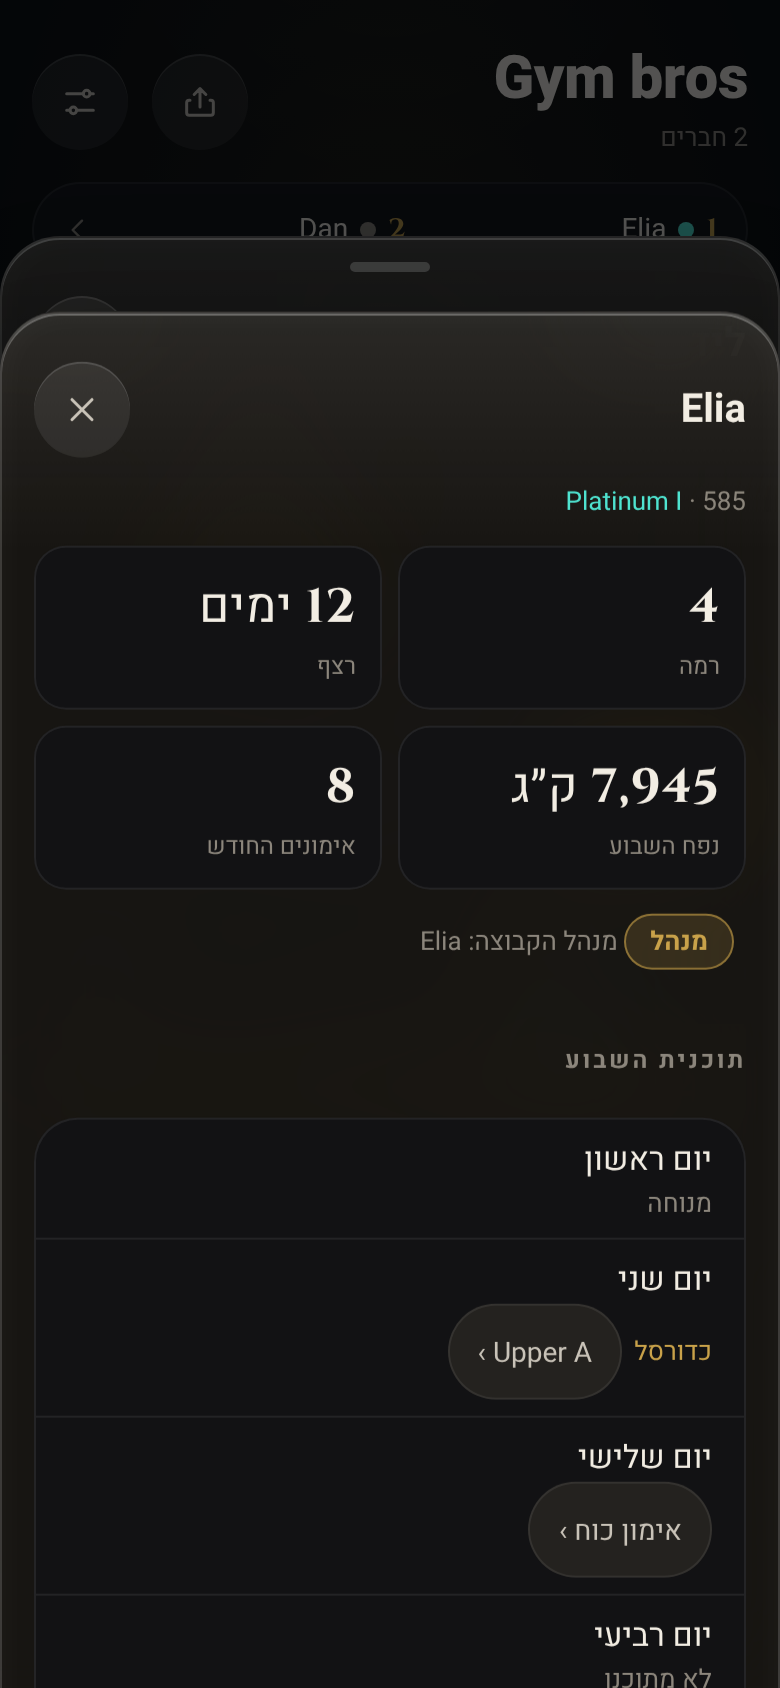 Gym bros
2 חברים
1 Elia
2 Dan
Elia
Platinum I · 585
4
רמה
12 ימים
רצף
7,945 ק״ג
נפח השבוע
8
אימונים החודש
מנהל
מנהל הקבוצה: Elia
תוכנית השבוע
יום ראשון
מנוחה
יום שני
כדורסל
Upper A ‹
יום שלישי
אימון כוח ‹
יום רביעי
לא מתוכנן